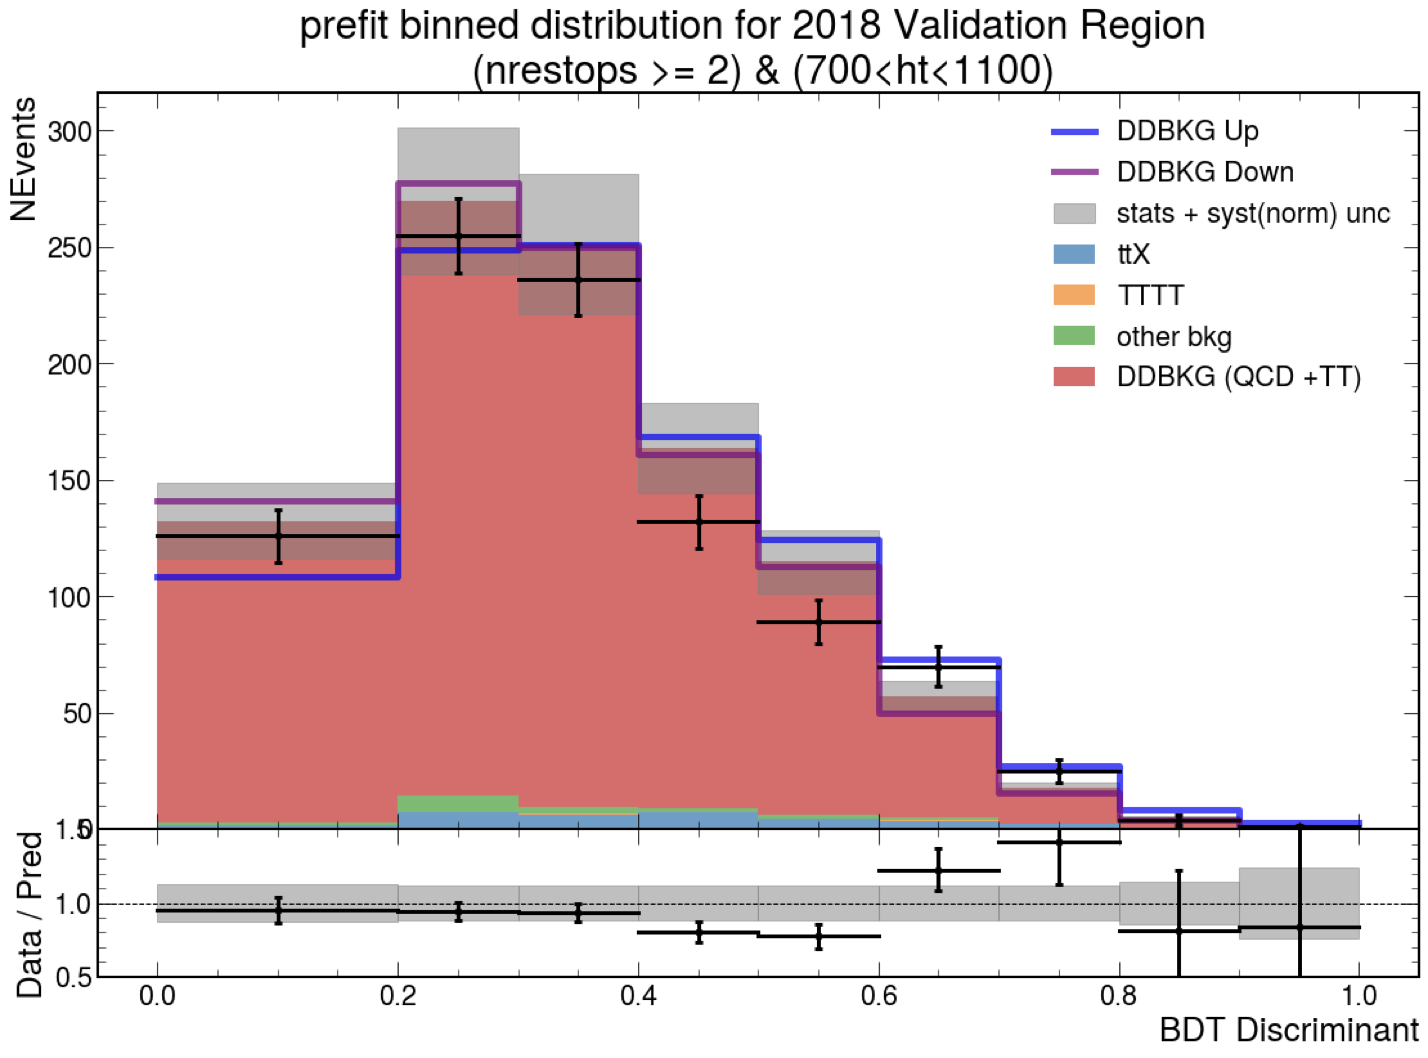 prefit binned distribution for 2018 Validation Region
(nrestops >= 2) & (700<ht<1100)
NEvents
300
250
200
150
100
50
0
DDBKG Up
DDBKG Down
stats + syst(norm) unc
ttX
TTTT
other bkg
DDBKG (QCD +TT)
Data / Pred
1.5
1.0
0.5
0.0 0.2 0.4 0.6 0.8 1.0
BDT Discriminant